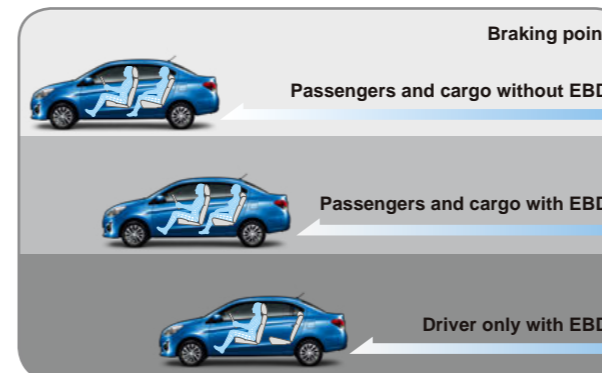 Braking poin
Passengers and cargo without EBD
Passengers and cargo with EBD
Driver only with EBD